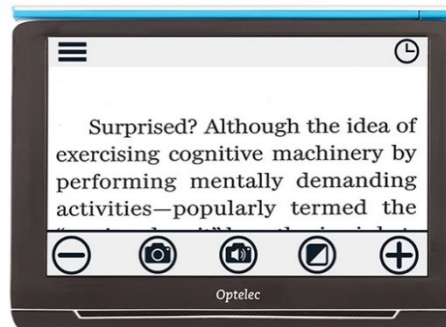 Surprised? Although the idea of
exercising cognitive machinery by
performing mentally demanding
activities—popularly termed the
Optelec